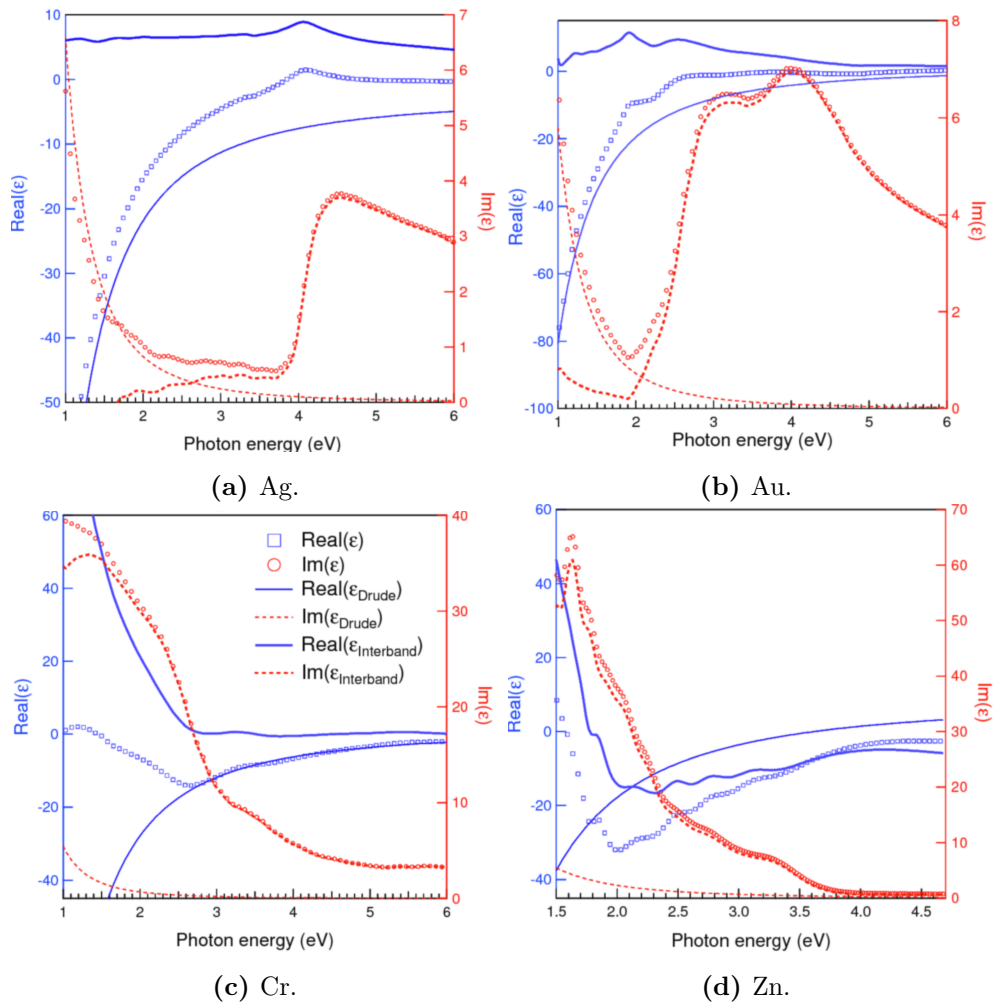 10
0
-10
-20
-30
-40
-50
Real(ε)
7
6
5
4
3
2
1
0
Im(ε)
1 2 3 4 5 6
Photon energy (eV)
(a) Ag.
0
-20
-40
-60
-80
-100
Real(ε)
8
6
4
2
0
Im(ε)
1 2 3 4 5 6
Photon energy (eV)
(b) Au.
60
40
20
0
-20
-40
Real(ε)
Real(ε)
Im(ε)
Real(εDrude)
Im(εDrude)
Real(εInterband)
Im(εInterband)
40
30
20
10
0
Im(ε)
1 2 3 4 5 6
Photon energy (eV)
(c) Cr.
60
40
20
0
-20
-40
Real(ε)
70
60
50
40
30
20
10
0
Im(ε)
1.5 2.0 2.5 3.0 3.5 4.0 4.5
Photon energy (eV)
(d) Zn.